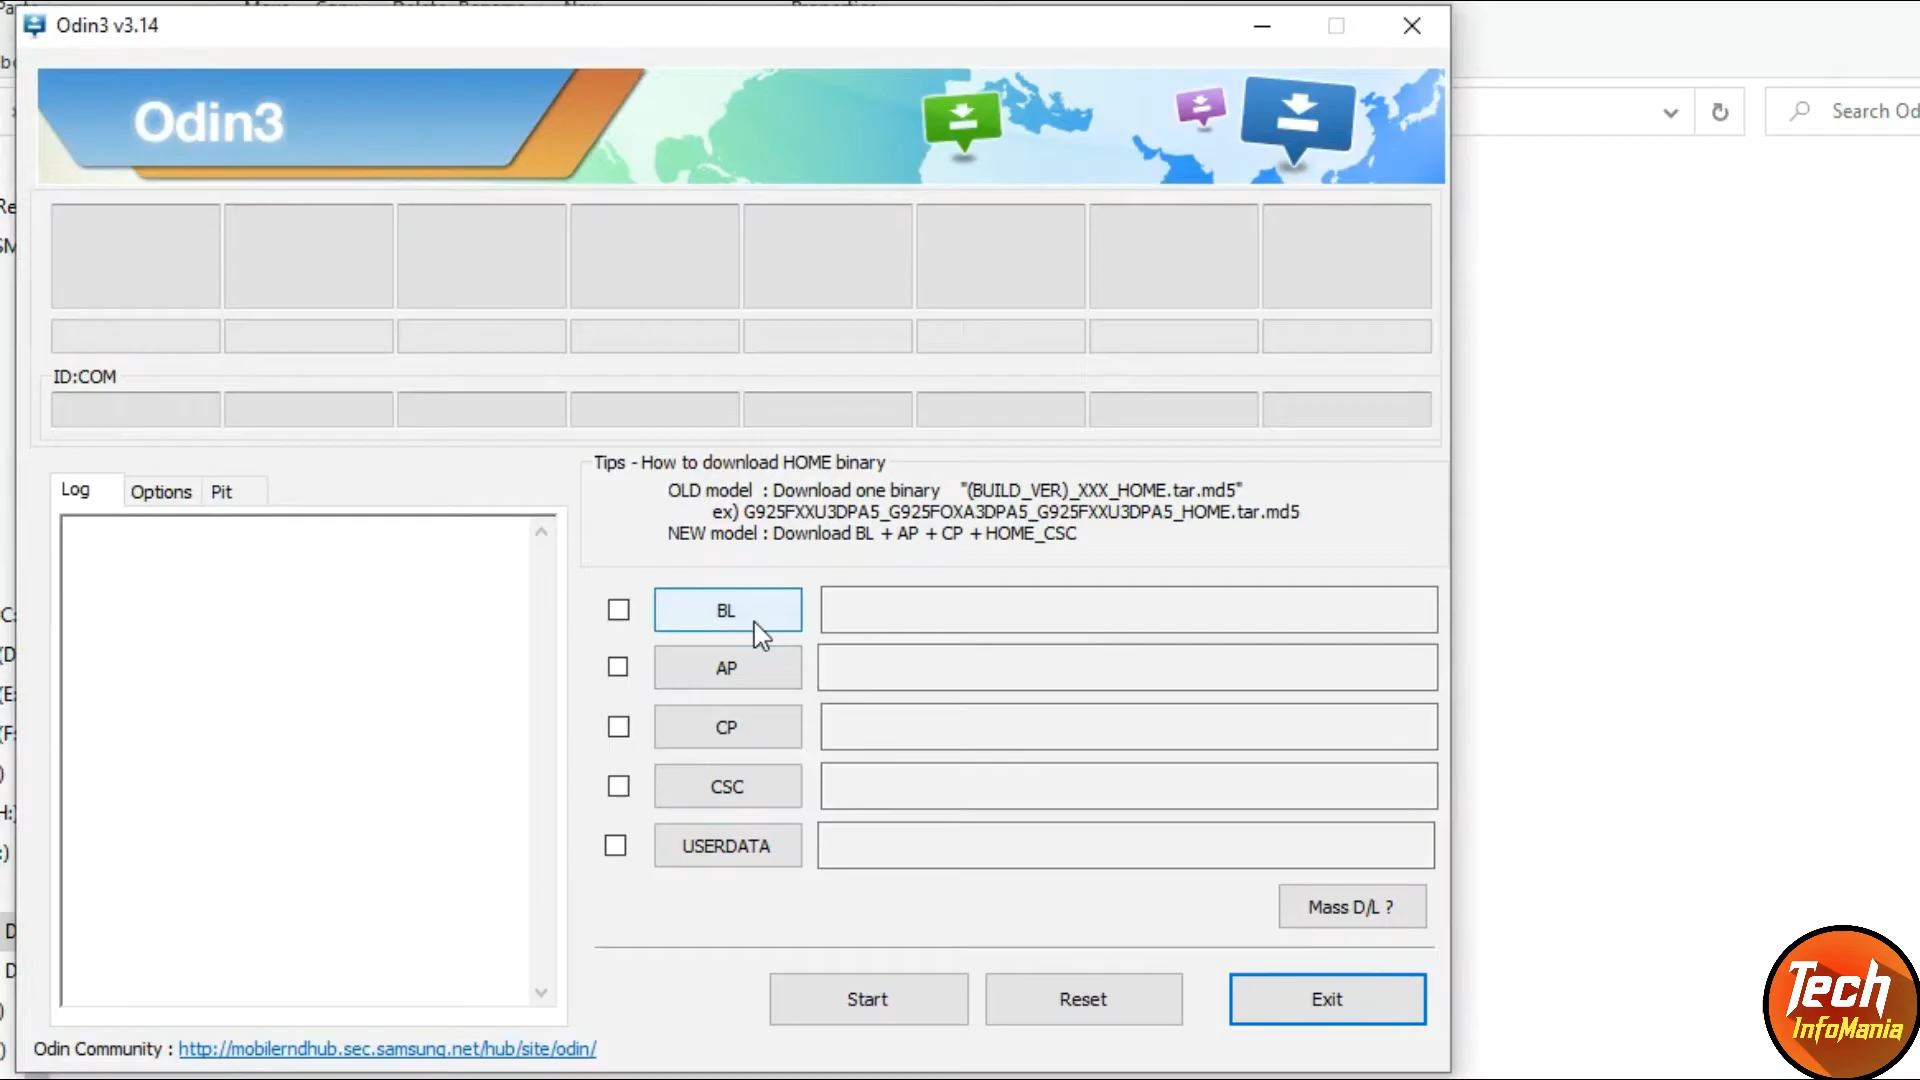 Odin3 v3.14
Search Od
Odin3
ID:COM
Log
Options
Pit
Tips - How to download HOME binary
OLD model : Download one binary "(BUILD_VER)_XXX_HOME.tar.md5"
ex) G925FXXU3DPA5_G925FOXA3DPA5_G925FXXU3DPA5_HOME.tar.md5
NEW model : Download BL + AP + CP + HOME_CSC
BL
AP
CP
CSC
USERDATA
Mass D/L ?
Start
Reset
Exit
Odin Community : http://mobilerndhub.sec.samsung.net/hub/site/odin/
Tech
InfoMania